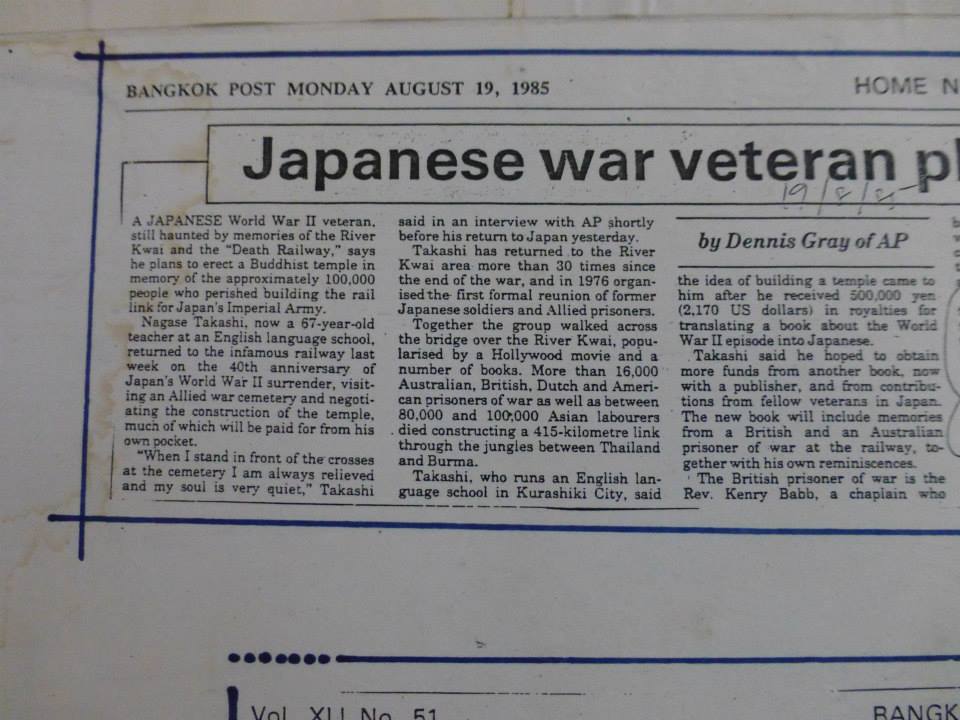 BANGKOK POST MONDAY AUGUST 19, 1985
HOME N
Japanese war veteran pl
19/8/85
A JAPANESE World War II veteran,
still haunted by memories of the River
Kwai and the “Death Railway,” says
he plans to erect a Buddhist temple in
memory of the approximately 100,000
people who perished building the rail
link for Japan's Imperial Army.
Nagase Takashi, now a 67-year-old
teacher at an English language school,
returned to the infamous railway last
week on the 40th anniversary of
Japan's World War II surrender, visit-
ing an Allied war cemetery and negoti-
ating the construction of the temple,
much of which will be paid for from his
own pocket.
“When I stand in front of the crosses
at the cemetery I am always relieved
and my soul is very quiet,” Takashi
said in an interview with AP shortly
before his return to Japan yesterday.
Takashi has returned to the River
Kwai area more than 30 times since
the end of the war, and in 1976 organ-
ised the first formal reunion of former
Japanese soldiers and Allied prisoners.
Together the group walked across
the bridge over the River Kwai, popu-
larised by a Hollywood movie and a
number of books. More than 16,000
Australian, British, Dutch and Ameri-
can prisoners of war as well as between
80,000 and 100,000 Asian labourers
died constructing a 415-kilometre link
through the jungles between Thailand
and Burma.
Takashi, who runs an English lan-
guage school in Kurashiki City, said
by Dennis Gray of AP
the idea of building a temple came to
him after he received 500,000 yen
(2,170 US dollars) in royalties for
translating a book about the World
War II episode into Japanese.
Takashi said he hoped to obtain
more funds from another book, now
with a publisher, and from contribu-
tions from fellow veterans in Japan.
The new book will include memories
from a British and an Australian
prisoner of war at the railway, to-
gether with his own reminiscences.
The British prisoner of war is the
Rev. Kenry Babb, a chaplain who
Vol. XLI No. 51
BANGK